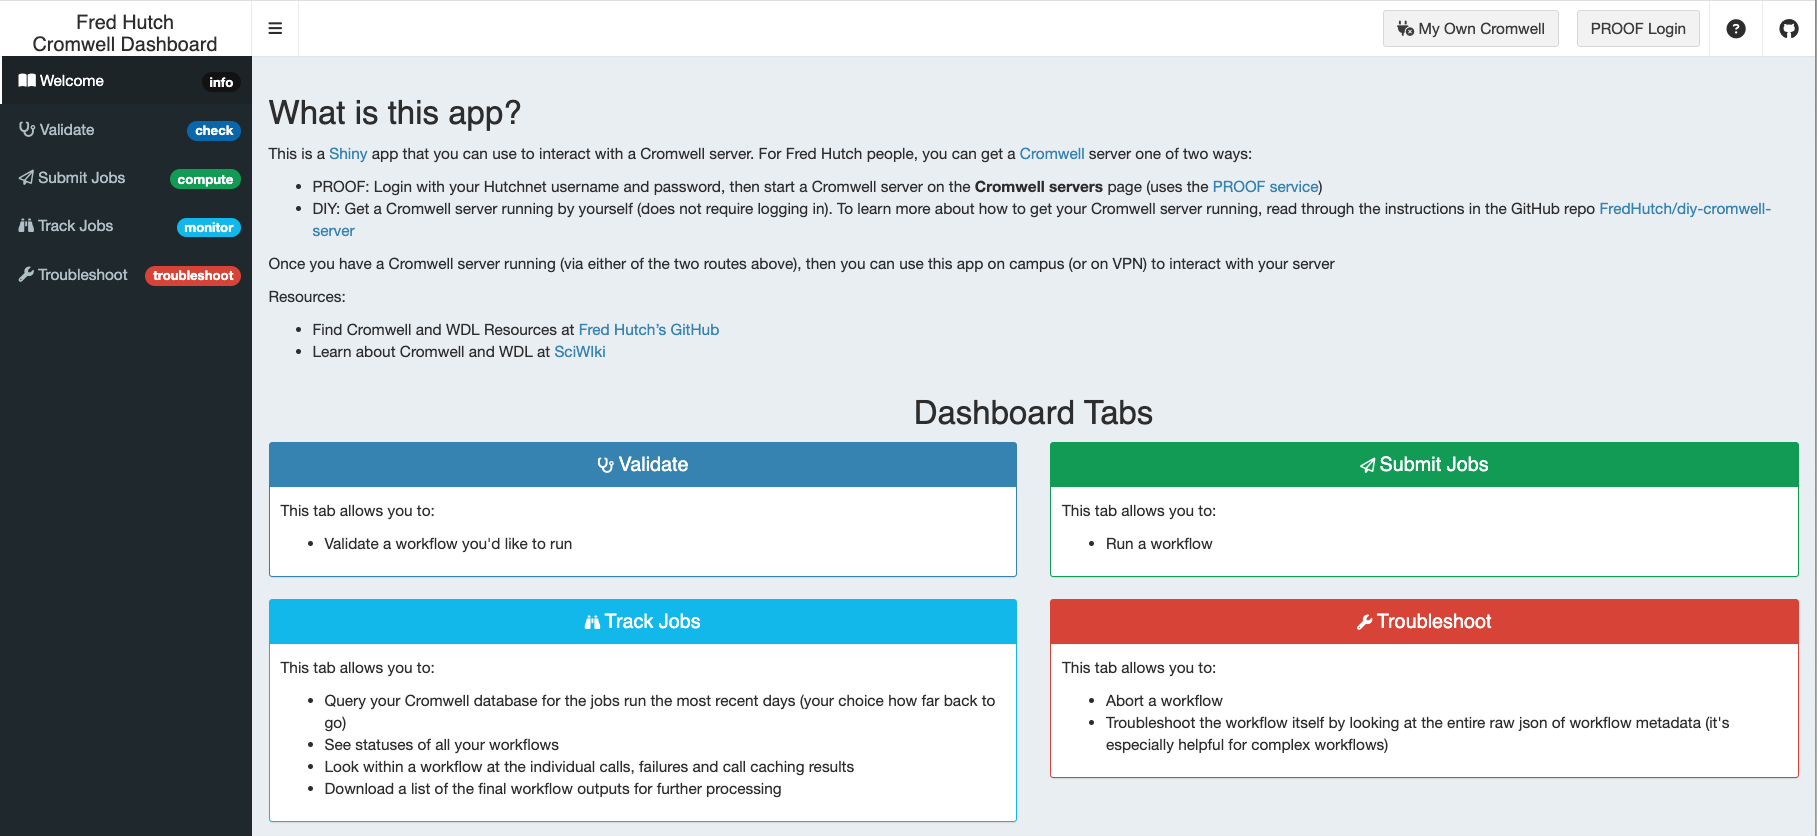 Fred Hutch
Cromwell Dashboard
My Own Cromwell
PROOF Login
Welcome
info
Validate
check
Submit Jobs
compute
Track Jobs
monitor
Troubleshoot
troubleshoot
What is this app?
This is a Shiny app that you can use to interact with a Cromwell server. For Fred Hutch people, you can get a Cromwell server one of two ways:
• PROOF: Login with your Hutchnet username and password, then start a Cromwell server on the Cromwell servers page (uses the PROOF service)
• DIY: Get a Cromwell server running by yourself (does not require logging in). To learn more about how to get your Cromwell server running, read through the instructions in the GitHub repo FredHutch/diy-cromwell-
server
Once you have a Cromwell server running (via either of the two routes above), then you can use this app on campus (or on VPN) to interact with your server
Resources:
• Find Cromwell and WDL Resources at Fred Hutch's GitHub
• Learn about Cromwell and WDL at SciWIki
Dashboard Tabs
Validate
This tab allows you to:
• Validate a workflow you'd like to run
Submit Jobs
This tab allows you to:
• Run a workflow
Track Jobs
This tab allows you to:
• Query your Cromwell database for the jobs run the most recent days (your choice how far back to
go)
• See statuses of all your workflows
• Look within a workflow at the individual calls, failures and call caching results
• Download a list of the final workflow outputs for further processing
Troubleshoot
This tab allows you to:
• Abort a workflow
• Troubleshoot the workflow itself by looking at the entire raw json of workflow metadata (it's
especially helpful for complex workflows)